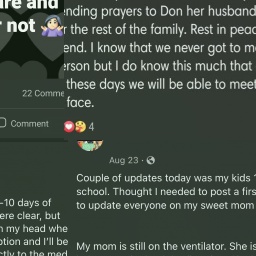 are and
or not
22 Comme
Comment
nding prayers to Don her husband
r the rest of the family. Rest in peac
end. I know that we never got to m
rson but I do know this much that
these days we will be able to meet
face.
4
Aug 23 ·
Couple of updates today was my kids 1
school. Thought I needed to post a firs
to update everyone on my sweet mom
My mom is still on the ventilator. She is
-10 days of
ere clear, but
my head whe
ption and I'll be
ctly to the med